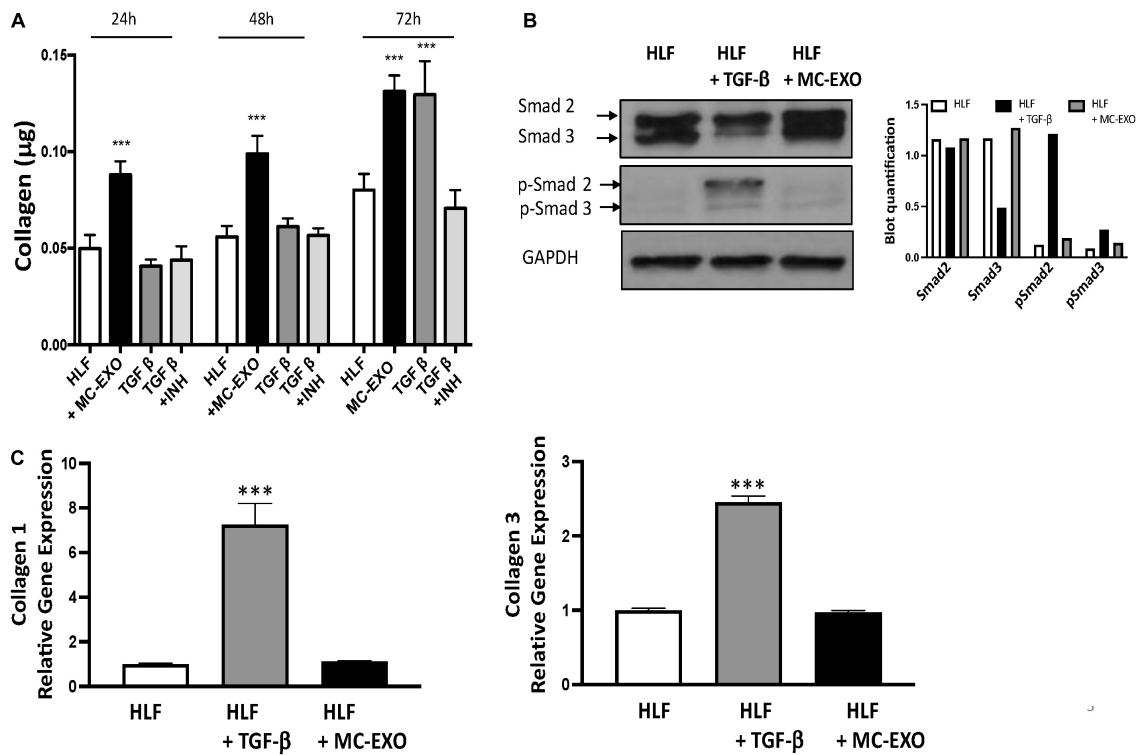 A
24h
48h
72h
***
***
***
***
0.15
0.10
0.05
0.00
Collagen (µg)
HLF
+ MC-EXO
TGF β
TGF β
+INH
HLF
+MC-EXO
TGF β
TGF β
+INH
HLF
MC-EXO
TGF β
TGF β
+INH
B
HLF
HLF
+ TGF-β
HLF
+ MC-EXO
Smad 2
Smad 3
p-Smad 2
p-Smad 3
GAPDH
HLF
HLF
+ TGF-β
HLF
+ MC-EXO
1.5
1.0
0.5
0.0
Blot quantification
Smad2
Smad3
pSmad2
pSmad3
C
Collagen 1
Relative Gene Expression
10
8
6
4
2
0
***
HLF
HLF
+ TGF-β
HLF
+ MC-EXO
Collagen 3
Relative Gene Expression
3
2
1
0
***
HLF
HLF
+ TGF-β
HLF
+ MC-EXO